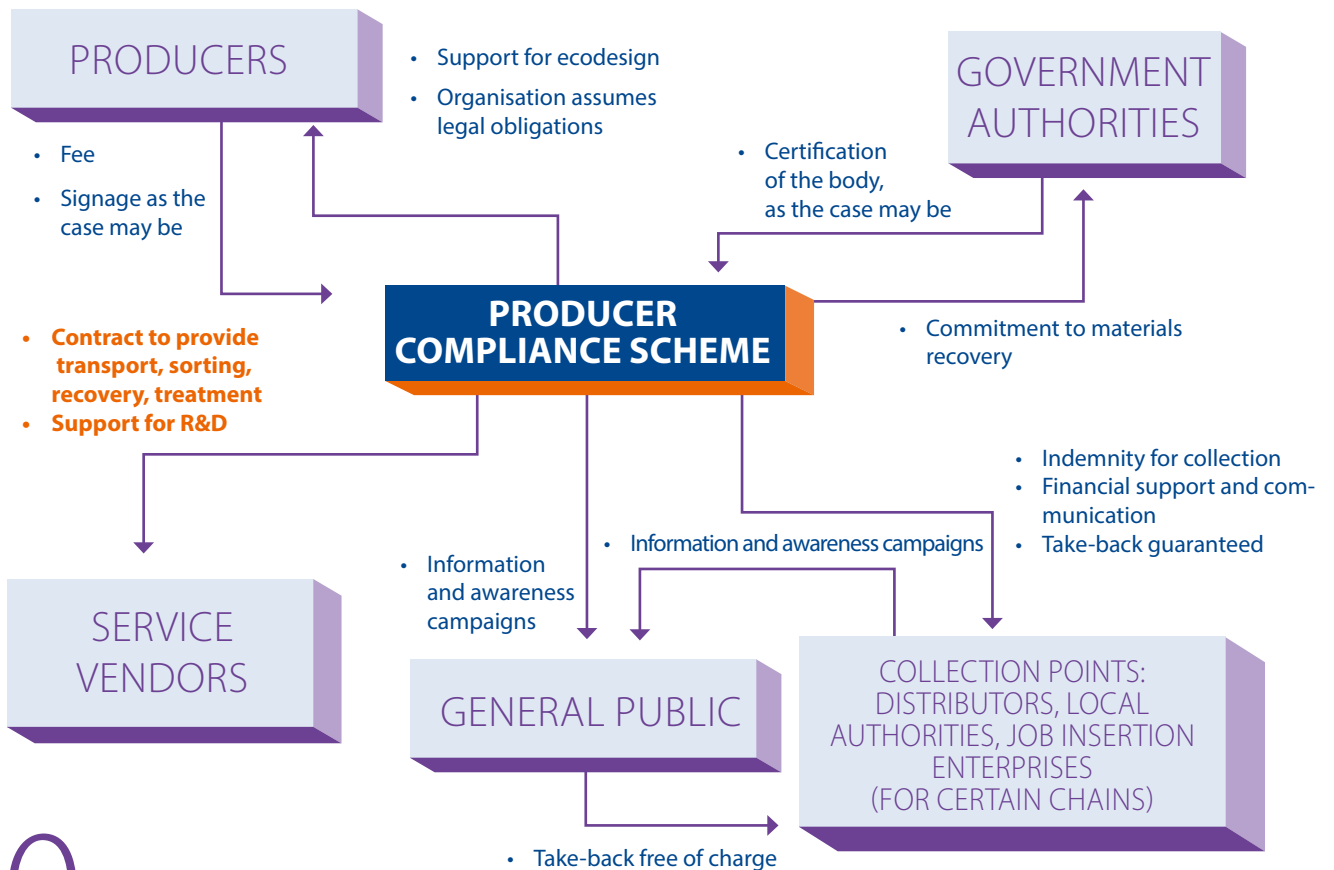 PRODUCERS
• Support for ecodesign
• Organisation assumes
legal obligations
GOVERNMENT
AUTHORITIES
• Fee
• Signage as the
case may be
• Certification
of the body,
as the case may be
PRODUCER
COMPLIANCE SCHEME
• Contract to provide
transport, sorting,
recovery, treatment
• Support for R&D
• Commitment to materials
recovery
• Indemnity for collection
• Financial support and com-
munication
• Take-back guaranteed
• Information and awareness campaigns
• Information
and awareness
campaigns
SERVICE
VENDORS
GENERAL PUBLIC
COLLECTION POINTS:
DISTRIBUTORS, LOCAL
AUTHORITIES, JOB INSERTION
ENTERPRISES
(FOR CERTAIN CHAINS)
• Take-back free of charge